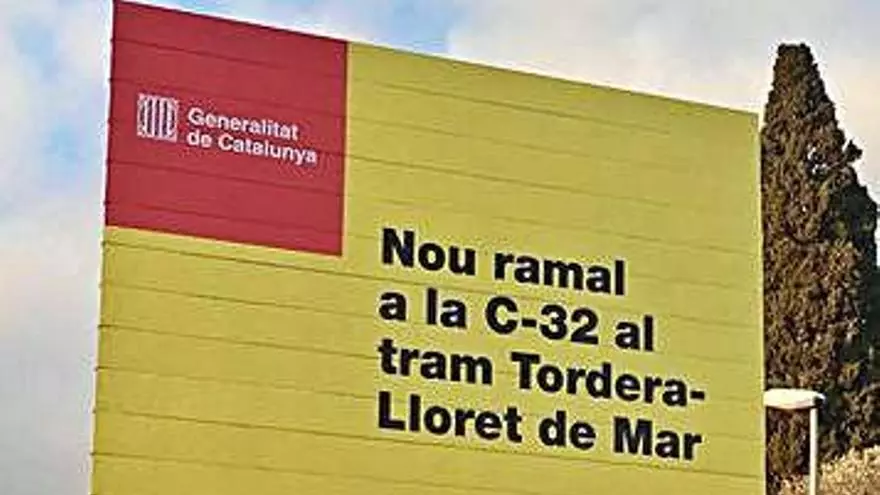 Generalitat
de Catalunya
Nou ramal
a la C-32 al
tram Tordera-
Lloret de Mar